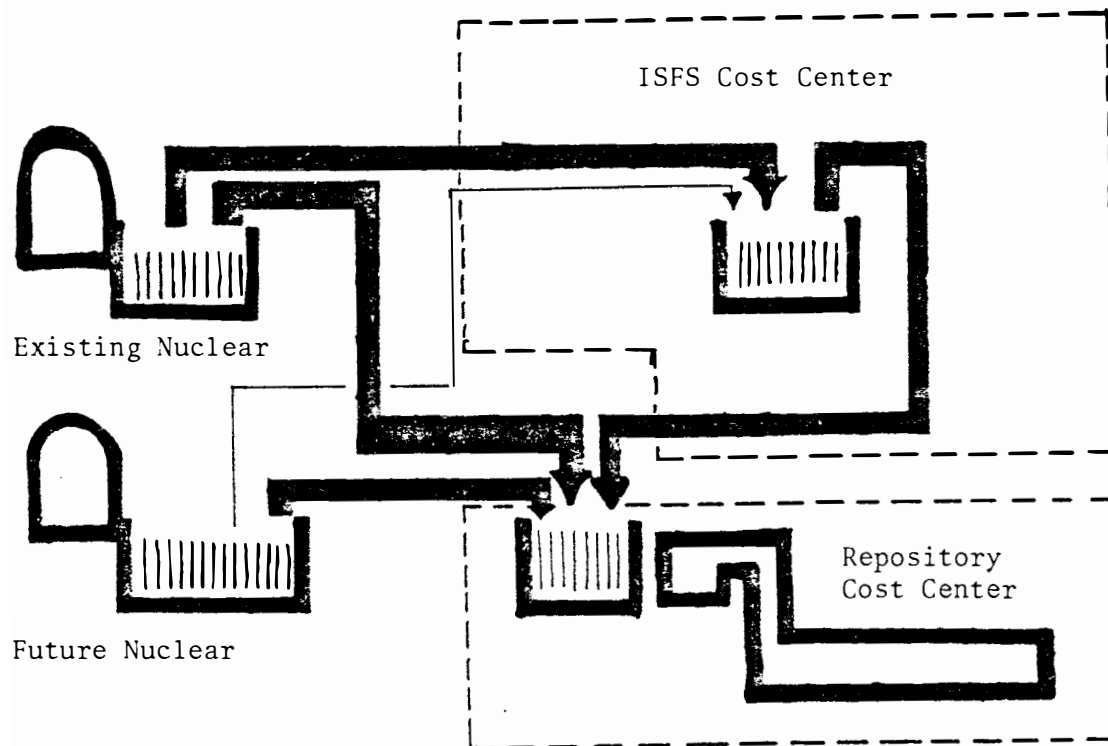 ISFS Cost Center
Existing Nuclear
Repository
Cost Center
Future Nuclear